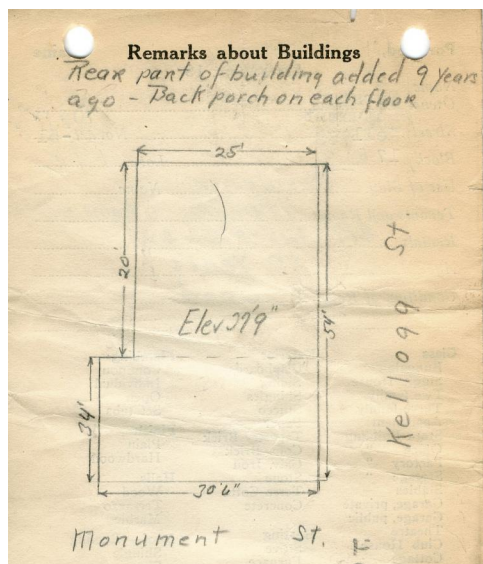 Remarks about Buildings
Rear part of building added 9 years
ago - Back porch on each floor
25'
20'
Elev 27'9"
54'
34'
30'6"
Kellogg St
Monument St.